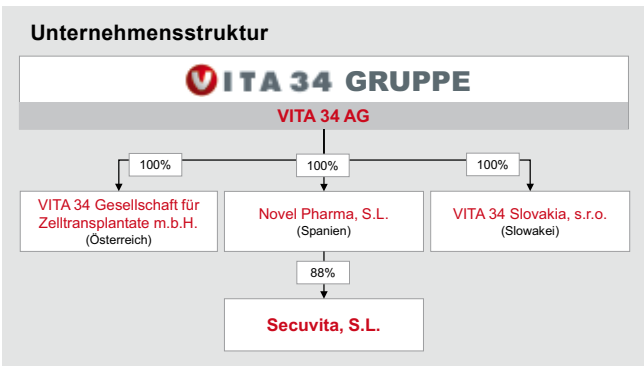 Unternehmensstruktur
VITA 34 GRUPPE
VITA 34 AG
100%
100%
100%
VITA 34 Gesellschaft für
Zelltransplantate m.b.H.
(Österreich)
Novel Pharma, S.L.
(Spanien)
VITA 34 Slovakia, s.r.o.
(Slowakei)
88%
Secuvita, S.L.